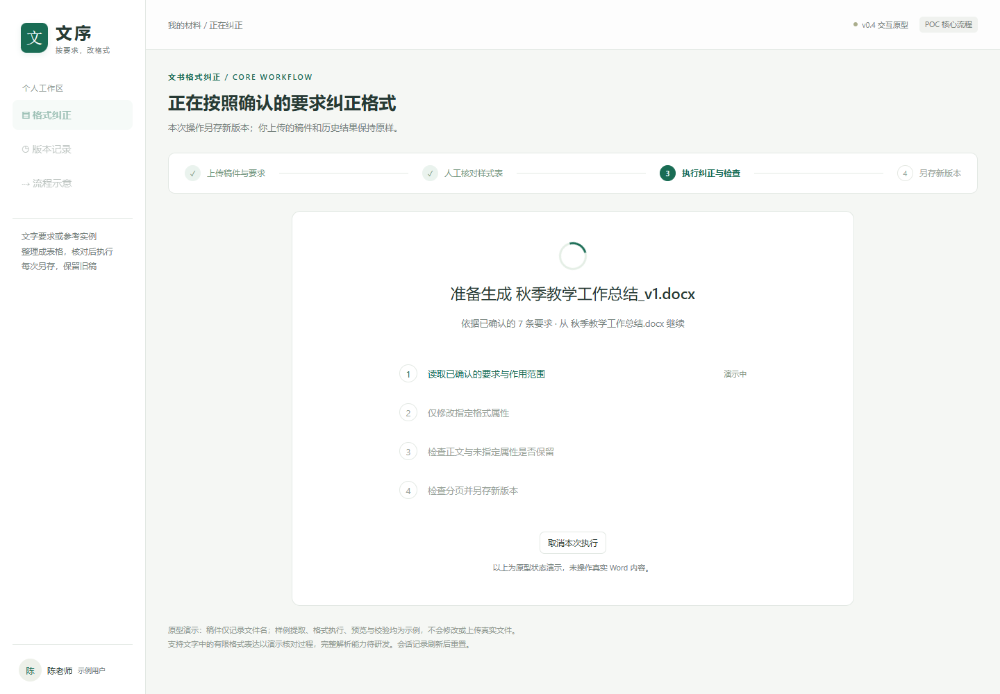 文
文序
按要求，改格式
个人工作区
格式纠正
版本记录
流程示意
文字要求或参考实例
整理成表格，核对后执行
每次另存，保留旧稿
陈
陈老师 示例用户
我的材料 / 正在纠正
v0.4 交互原型
POC 核心流程
文书格式纠正 / CORE WORKFLOW
正在按照确认的要求纠正格式
本次操作另存新版本；你上传的稿件和历史结果保持原样。
✓ 上传稿件与要求
✓ 人工核对样式表
3 执行纠正与检查
4 另存新版本
准备生成 秋季教学工作总结_v1.docx
依据已确认的 7 条要求 · 从 秋季教学工作总结.docx 继续
1 读取已确认的要求与作用范围 演示中
2 仅修改指定格式属性
3 检查正文与未指定属性是否保留
4 检查分页并另存新版本
取消本次执行
以上为原型状态演示，未操作真实 Word 内容。
原型演示：稿件仅记录文件名；样例提取、格式执行、预览与校验均为示例，不会修改或上传真实文件。
支持文字中的有限格式表达以演示核对过程，完整解析能力待研发。会话记录刷新后重置。